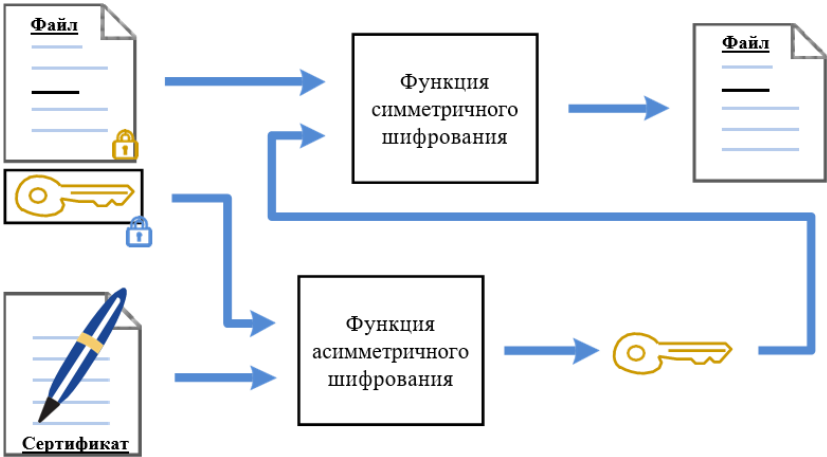 Файл
Функция
симметричного
шифрования
Файл
Функция
асимметричного
шифрования
Сертификат